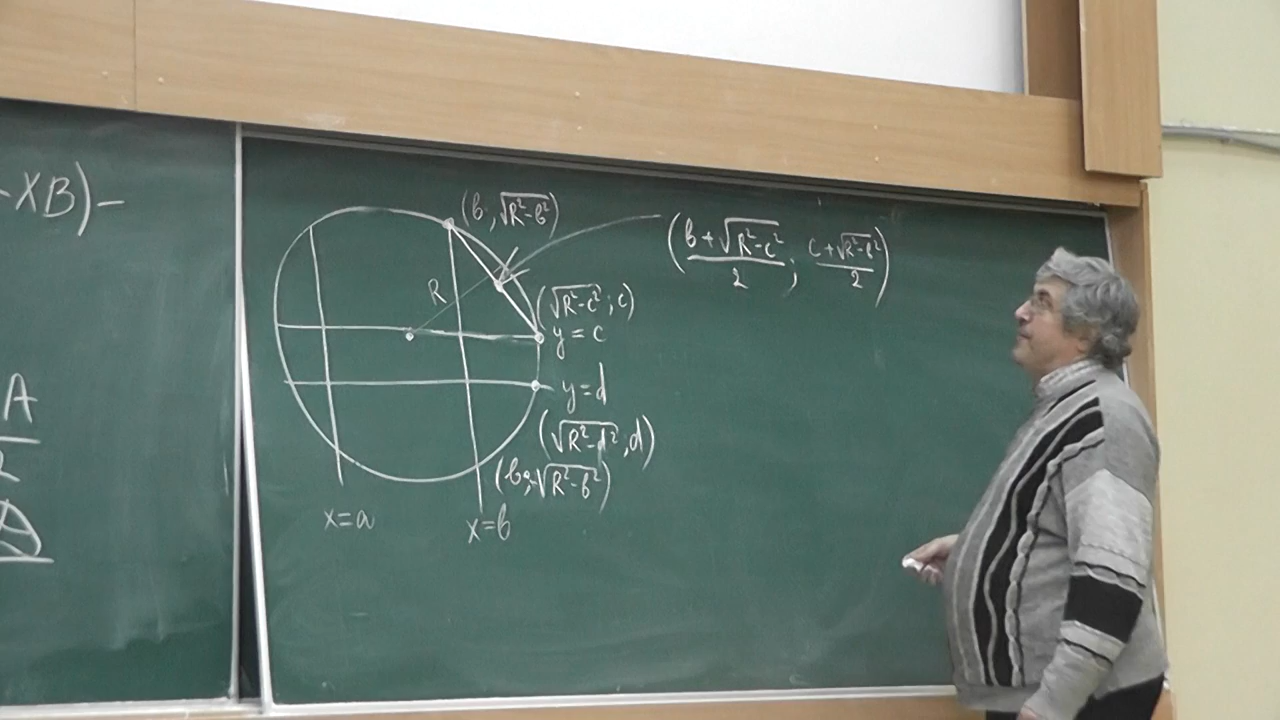 -XB)-
A
(b, √R²-b²)
(b+√R²-c²/2 ; c+√R²-b²/2)
R
(√R²-c² ; c)
y = c
y = d
(√R²-d² ; d)
(b; -√R²-b²)
x=a
x=b